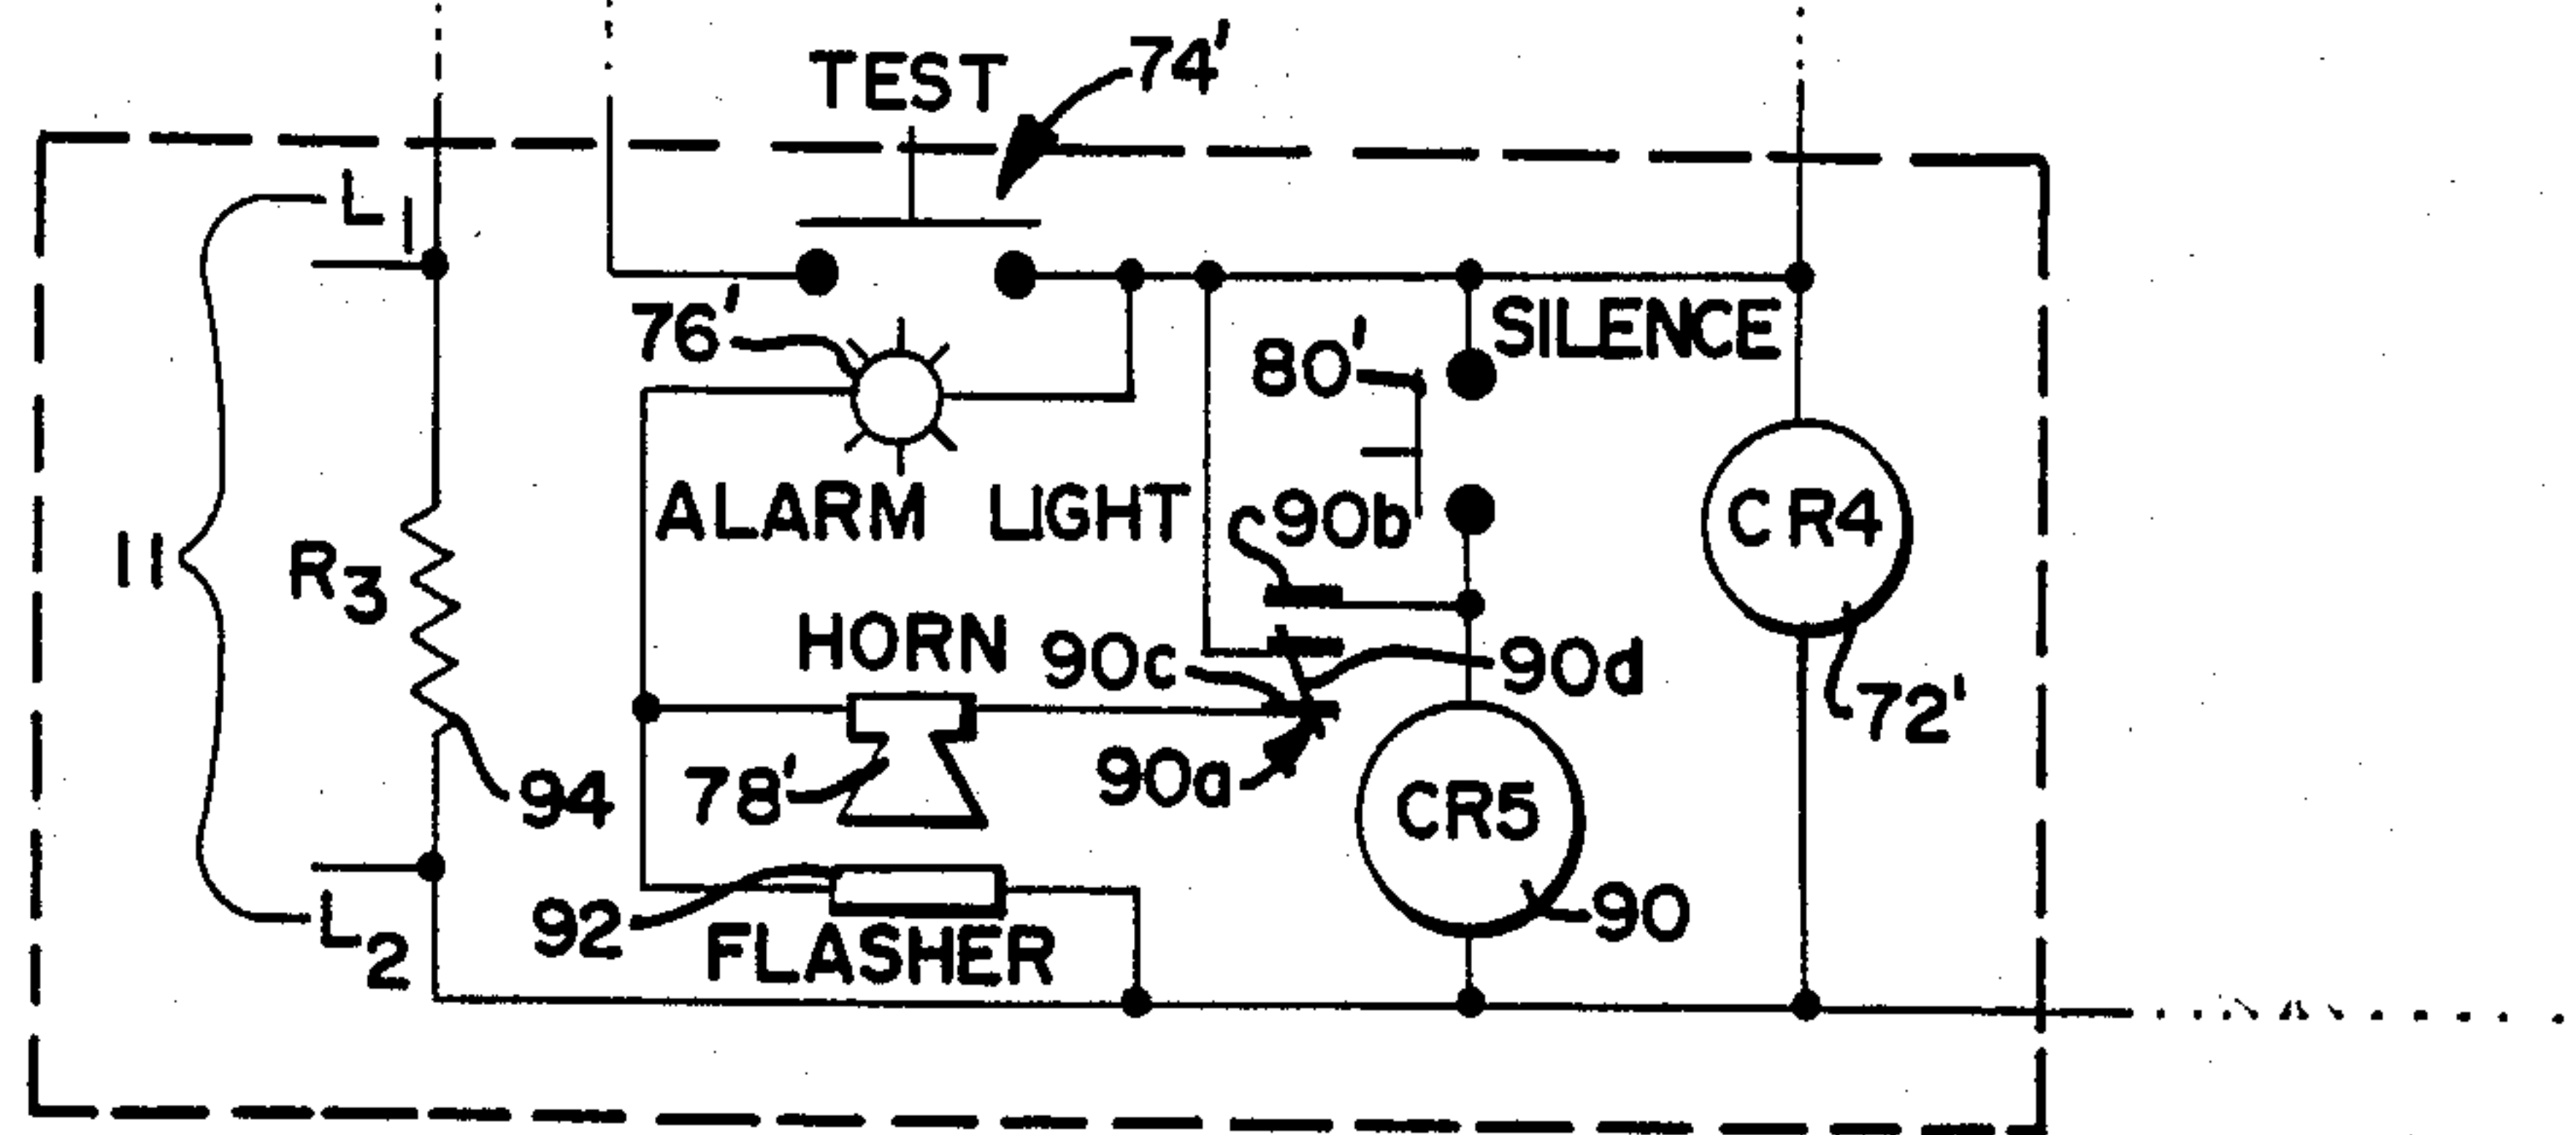 TEST
74'
L1
76'
SILENCE
80'
ALARM LIGHT
90b
CR4
11
R3
HORN
90c
90d
72'
94
78'
90a
CR5
92
90
L2
FLASHER